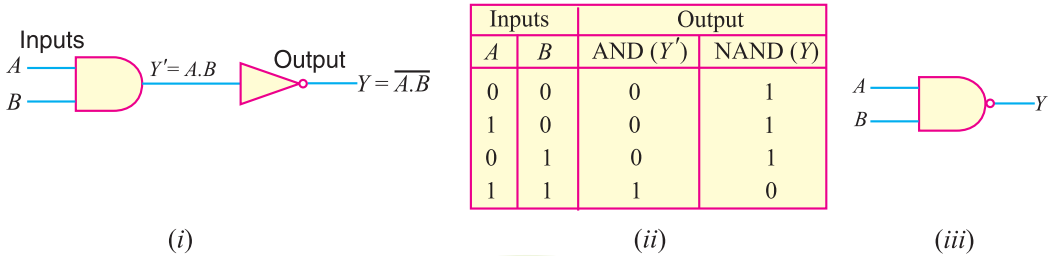 Inputs
A
B
Y′= A.B
Output
Y = \overline{A.B}
(i)
Inputs Output
A B AND (Y′) NAND (Y)
0 0 0 1
1 0 0 1
0 1 0 1
1 1 1 0
(ii)
A
B
Y
(iii)